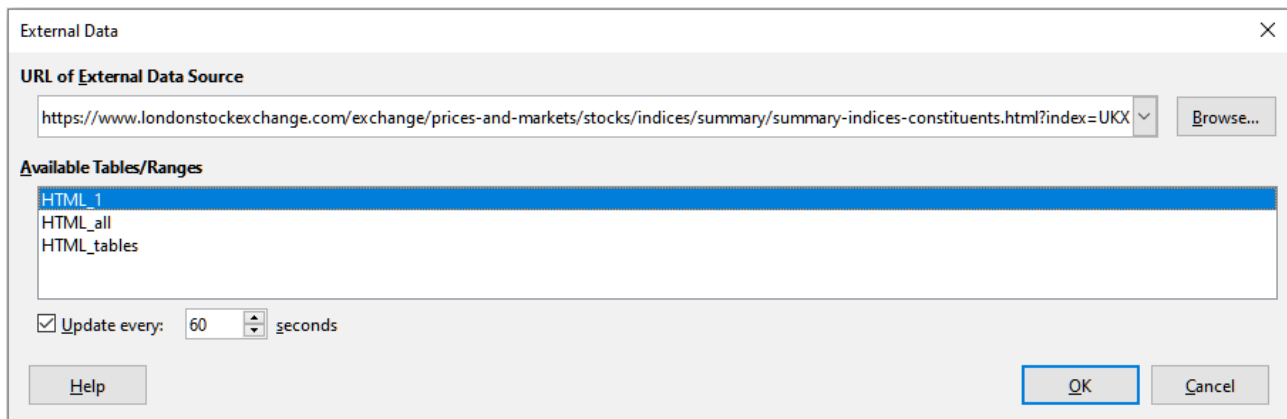 External Data
URL of External Data Source
https://www.londonstockexchange.com/exchange/prices-and-markets/stocks/indices/summary/summary-indices-constituents.html?index=UKX
Browse...
Available Tables/Ranges
HTML_1
HTML_all
HTML_tables
Update every: 60 seconds
Help OK Cancel